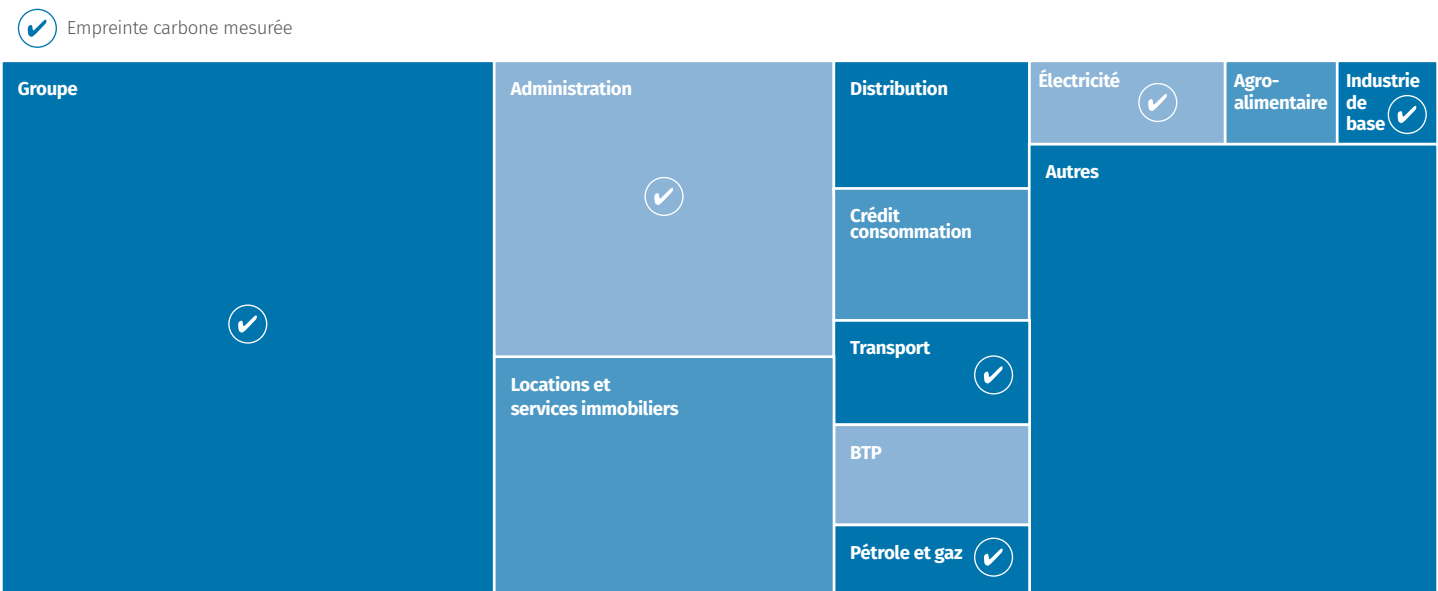 Empreinte carbone mesurée
Groupe
Administration
Locations et
services immobiliers
Distribution
Crédit
consommation
Transport
BTP
Pétrole et gaz
Électricité
Agro-
alimentaire
Industrie
de
base
Autres